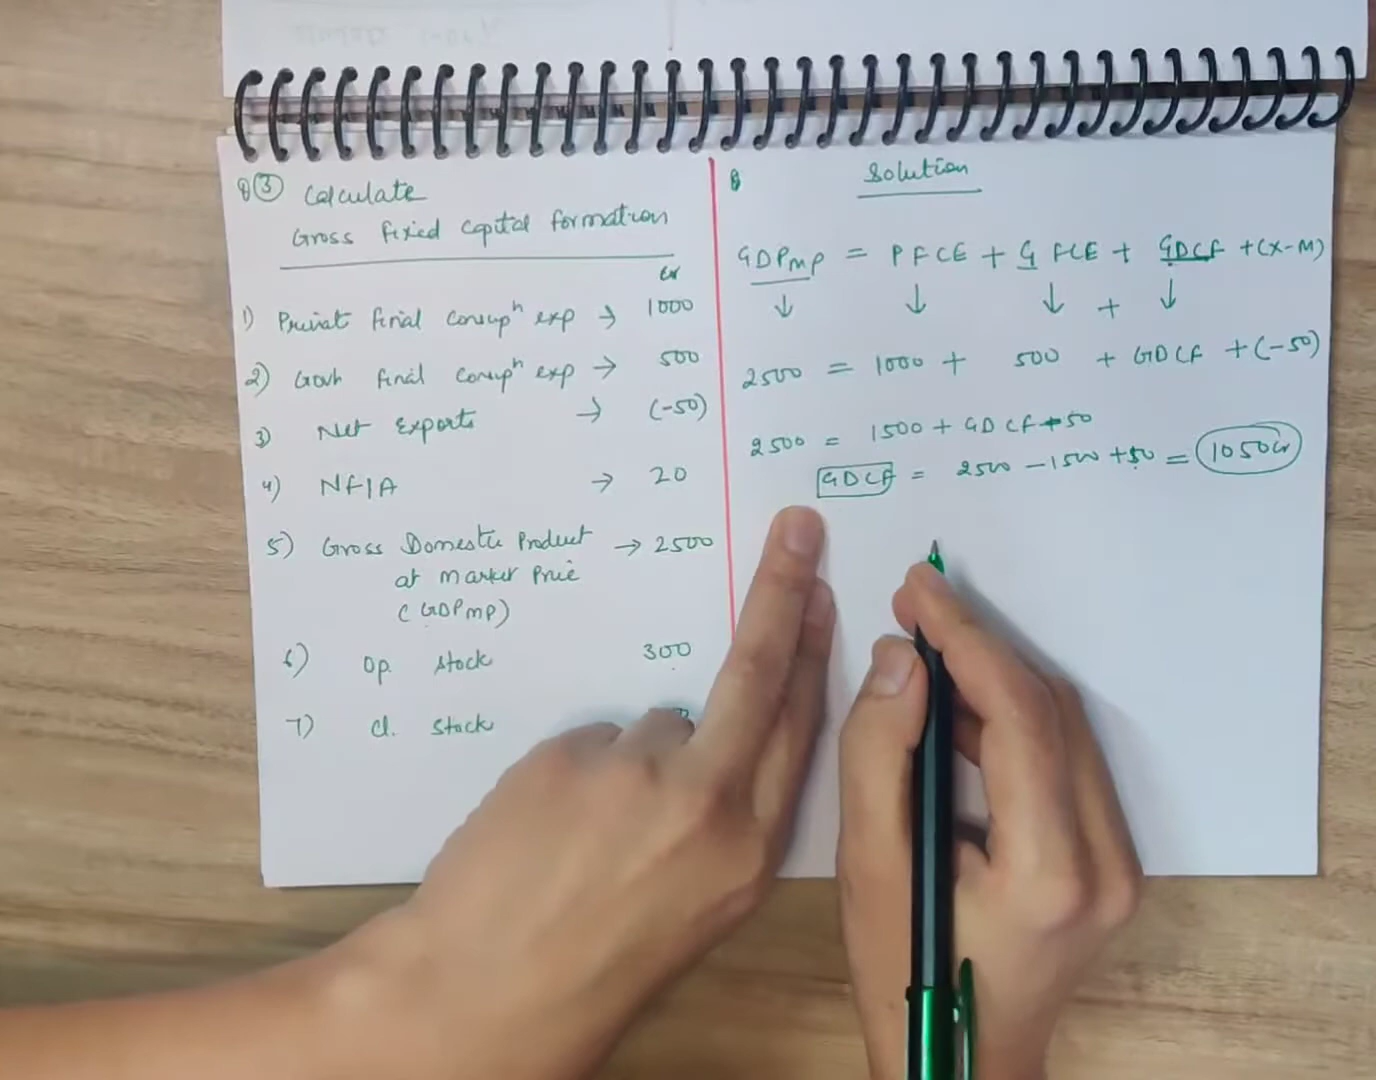 Q③ Calculate
Gross fixed capital formation
cr
1) Privat final consupⁿ exp → 1000
2) Govt final consupⁿ exp → 500
3) Net Exports → (-50)
4) NFIA → 20
5) Gross Domestic Product → 2500
at market Price
(GDPMP)
6) Op. stock 300
7) cl. stock
Solution
GDPMP = PFCE + GFCE + GDCF + (X-M)
↓ ↓ ↓ + ↓
2500 = 1000 + 500 + GDCF + (-50)
2500 = 1500 + GDCF - 50
GDCF = 2500 - 1500 + 50 = 1050cr